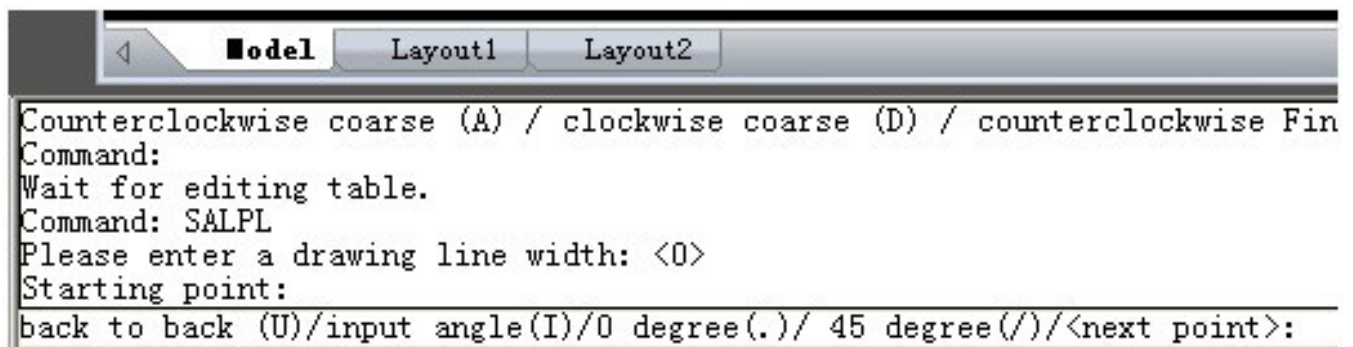 Model Layout1 Layout2
Counterclockwise coarse (A) / clockwise coarse (D) / counterclockwise Fin
Command:
Wait for editing table.
Command: SALPL
Please enter a drawing line width: <0>
Starting point:
back to back (U)/input angle(I)/0 degree(.)/ 45 degree(/)/<next point>: